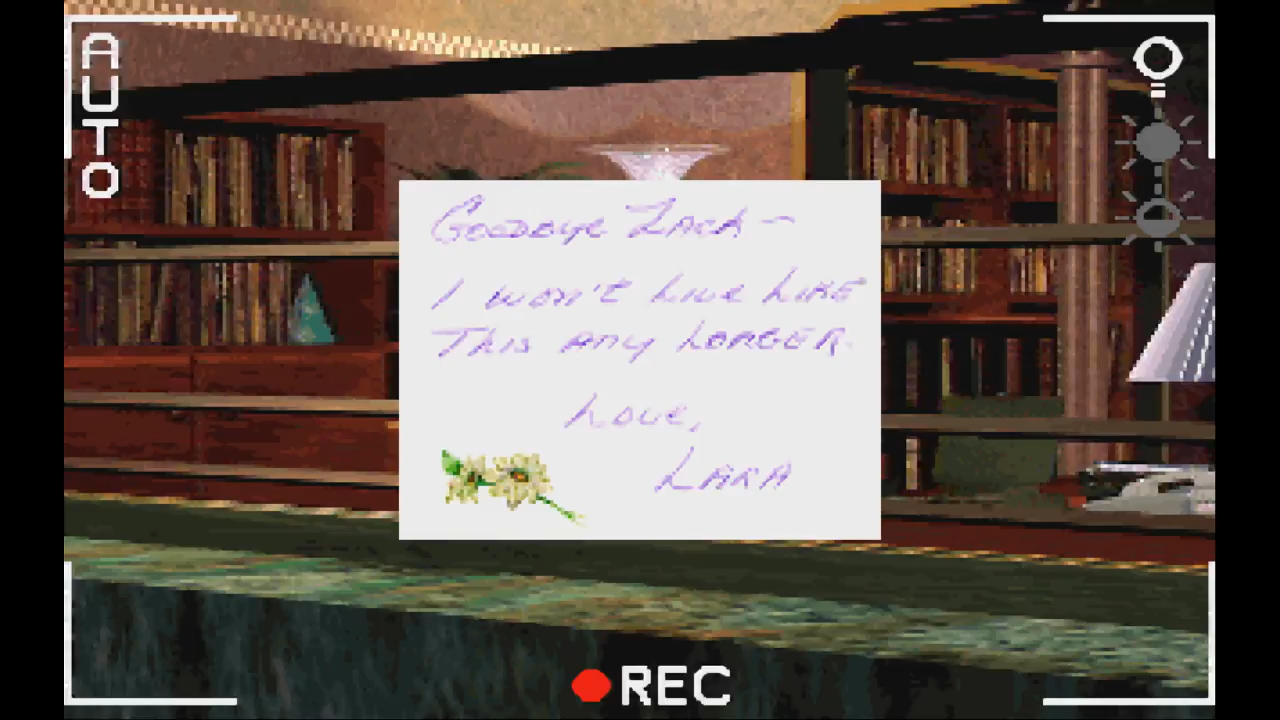 AUTO
Goodbye Zack -
I won't live like
This any longer.
Love,
Lara
REC